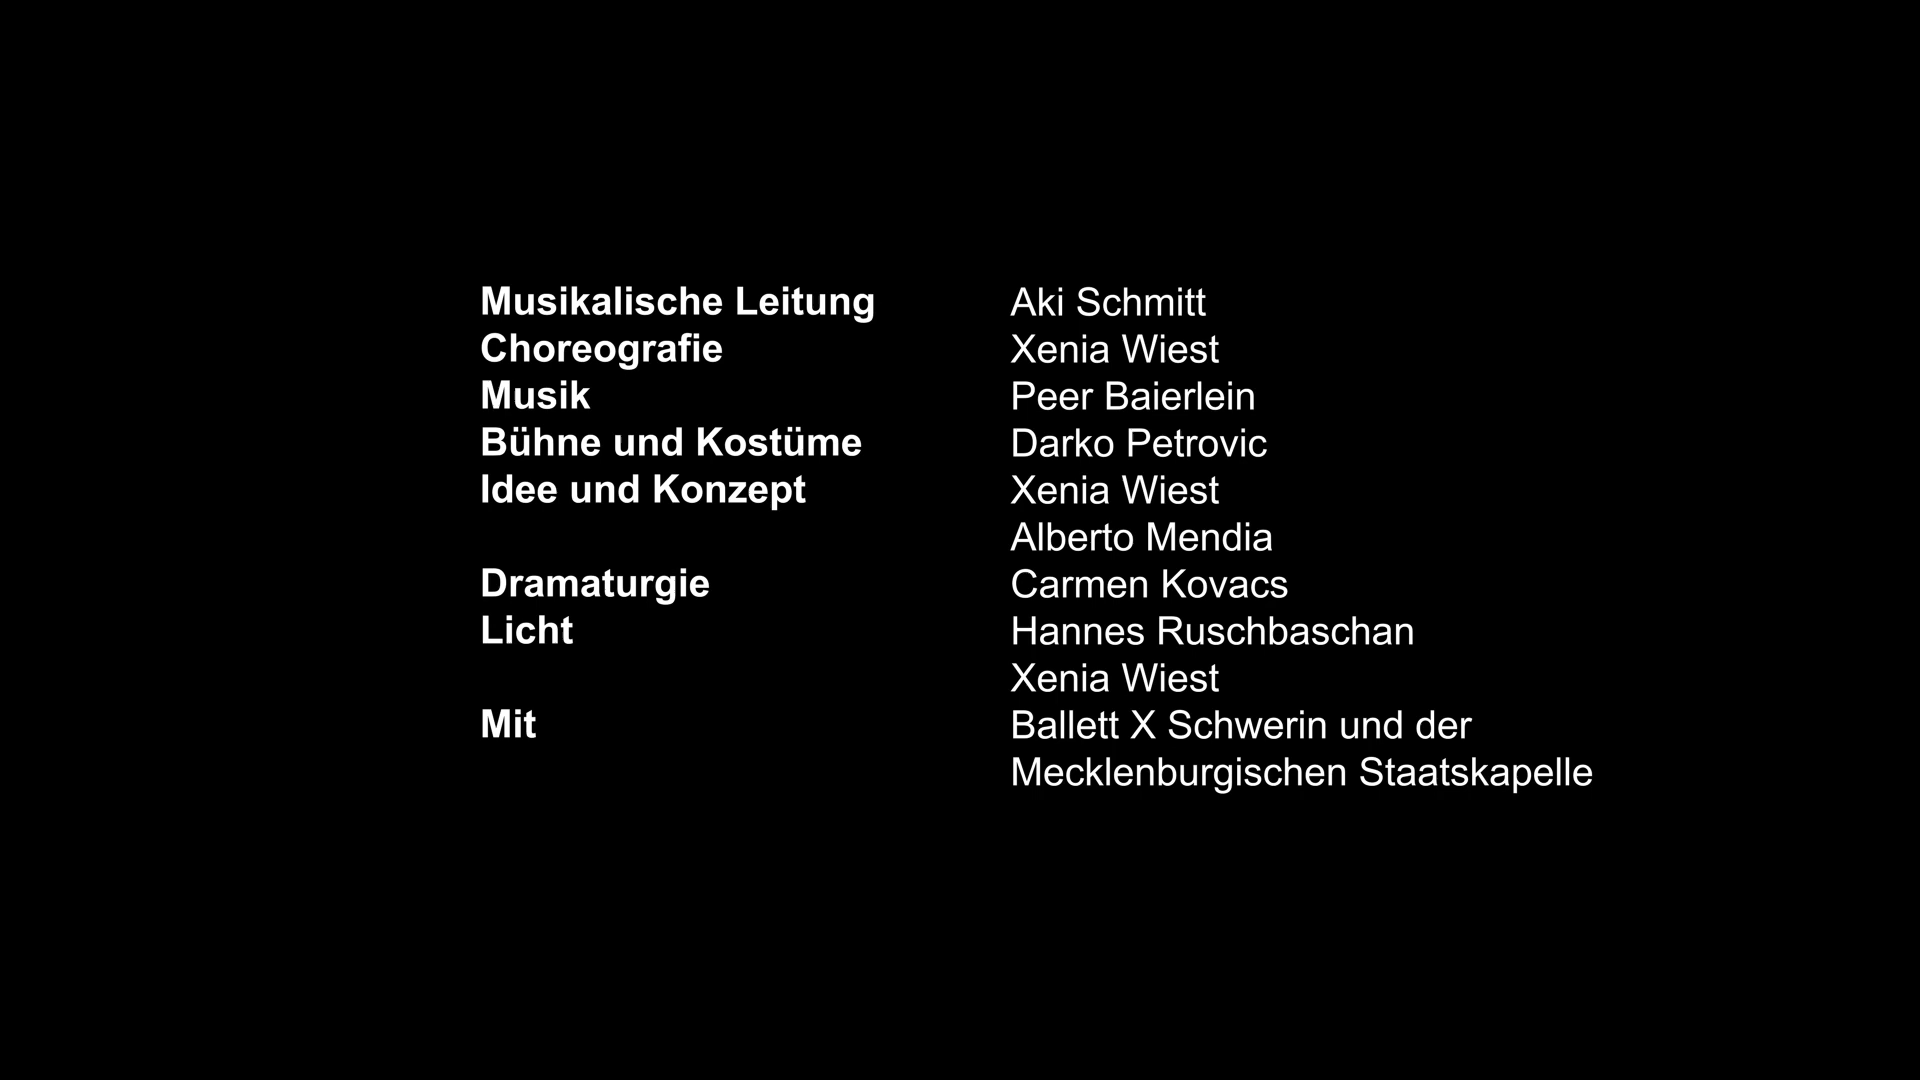 Musikalische Leitung Aki Schmitt
Choreografie Xenia Wiest
Musik Peer Baierlein
Bühne und Kostüme Darko Petrovic
Idee und Konzept Xenia Wiest
Alberto Mendia
Dramaturgie Carmen Kovacs
Licht Hannes Ruschbaschan
Xenia Wiest
Mit Ballett X Schwerin und der
Mecklenburgischen Staatskapelle